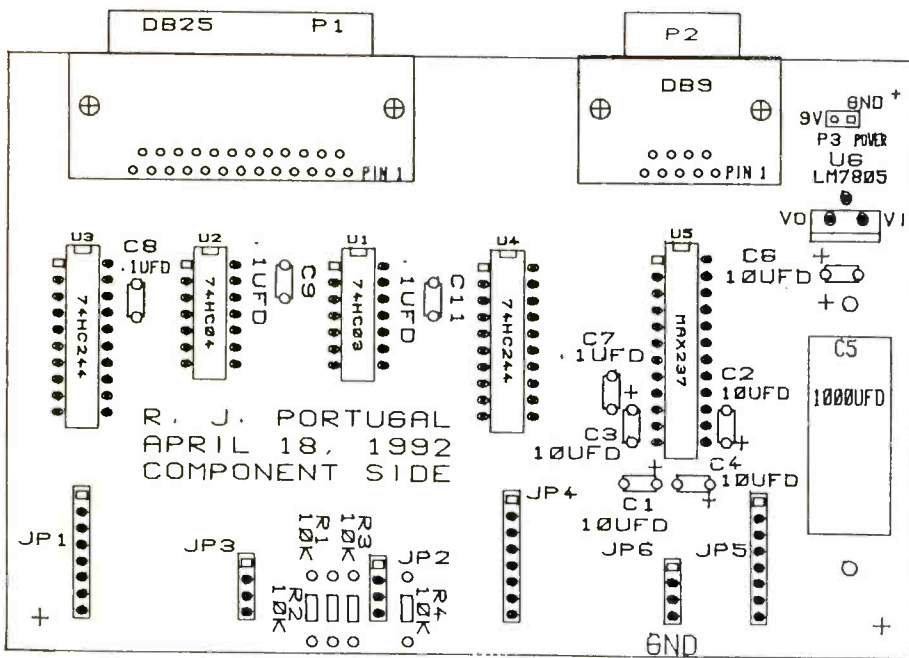 DB25 P1
P2
DB9
GND +
9V
P3 POWER
U6
LM7805
PIN 1
PIN 1
VO VI
U3
74HC244
C8
.1UFD
U2
74HC04
.1UFD
C9
U1
74HC03
.1UFD
C11
U4
74HC244
U5
MAX237
C6
10UFD
+
+
C5
1000UFD
C7
.1UFD
+
C3
10UFD
C2
10UFD
+
R. J. PORTUGAL
APRIL 18, 1992
COMPONENT SIDE
+
C1
10UFD
C4
10UFD
+
JP1
JP3
R1
10K
R3
10K
R2
10K
JP2
R4
10K
JP4
JP6
JP5
GND
+
+